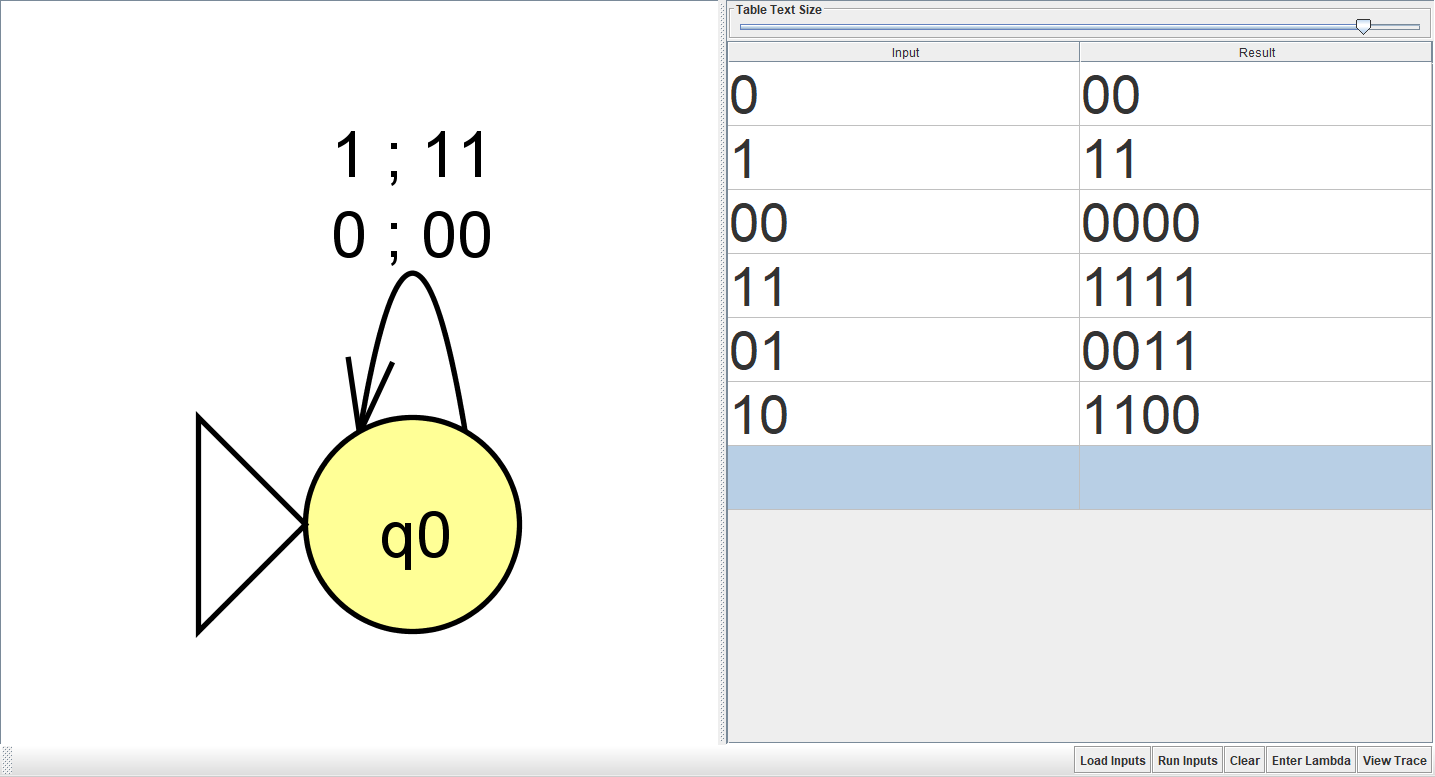 1 ; 11
0 ; 00
q0
Table Text Size
Input Result
0 00
1 11
00 0000
11 1111
01 0011
10 1100
Load Inputs Run Inputs Clear Enter Lambda View Trace